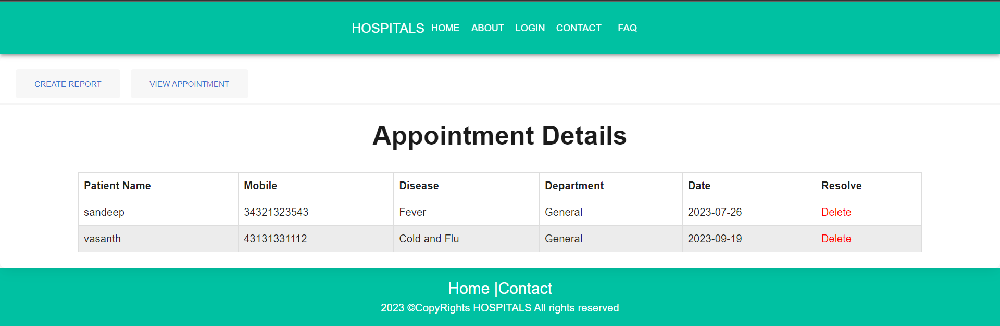 HOSPITALS HOME ABOUT LOGIN CONTACT FAQ
CREATE REPORT VIEW APPOINTMENT
Appointment Details
Patient Name Mobile Disease Department Date Resolve
sandeep 34321323543 Fever General 2023-07-26 Delete
vasanth 43131331112 Cold and Flu General 2023-09-19 Delete
Home |Contact
2023 ©CopyRights HOSPITALS All rights reserved